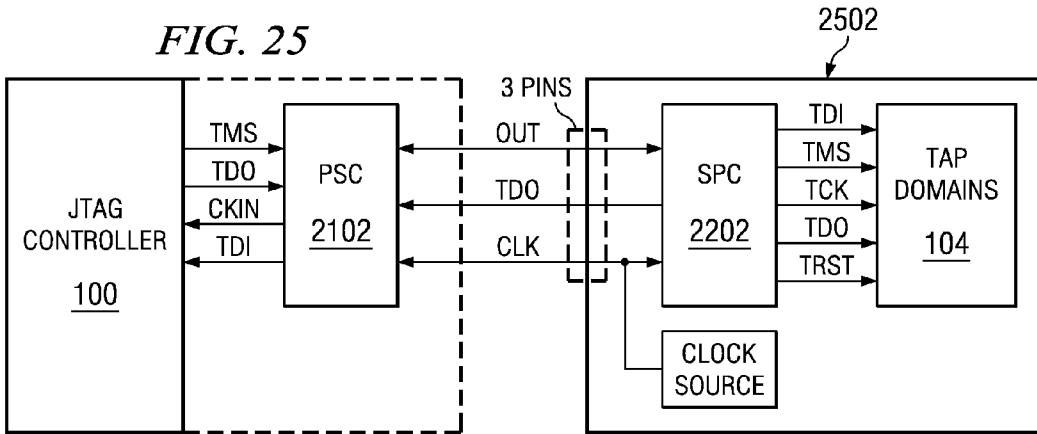 FIG. 25
2502
3 PINS
JTAG
CONTROLLER
100
TMS
TDO
CKIN
TDI
PSC
2102
OUT
TDO
CLK
SPC
2202
TDI
TMS
TCK
TDO
TRST
TAP
DOMAINS
104
CLOCK
SOURCE